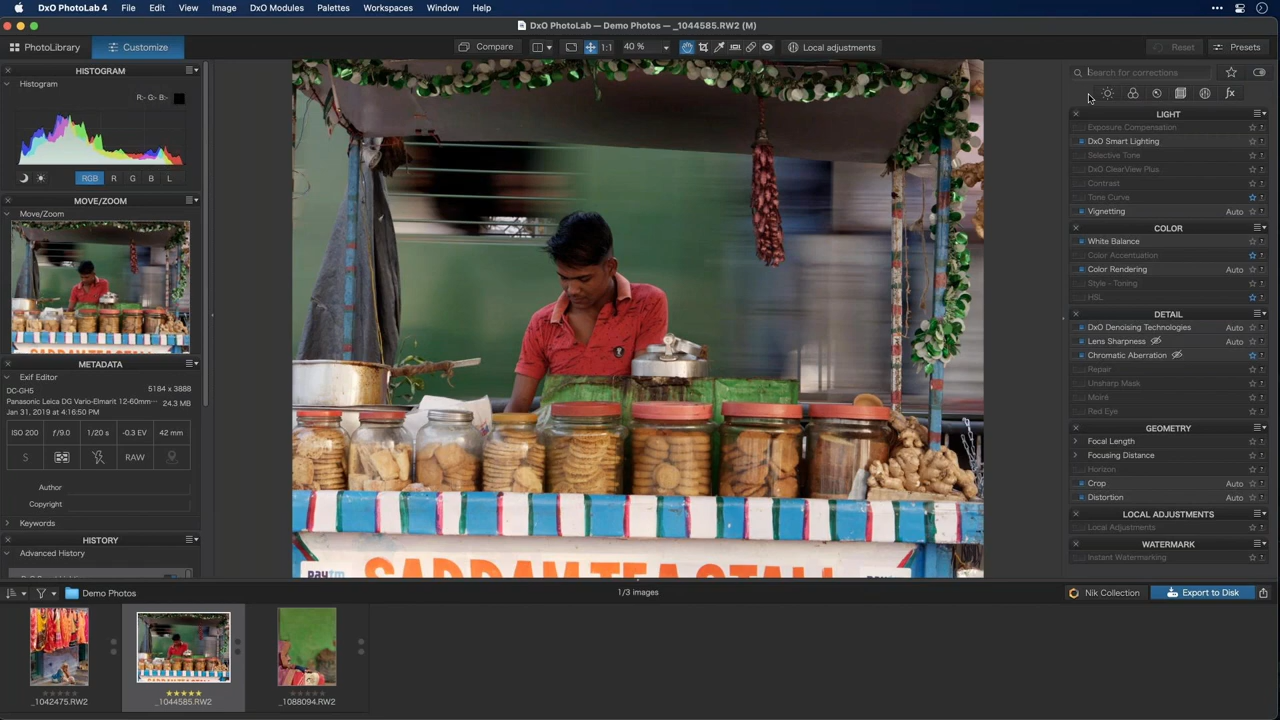 DxO PhotoLab 4 File Edit View Image DxO Modules Palettes Workspaces Window Help
DxO PhotoLab — Demo Photos — _1044585.RW2 (M)
PhotoLibrary Customize Compare 1:1 40 % Local adjustments Reset Presets
HISTOGRAM
Histogram
R:- G:- B:-
RGB R G B L
MOVE/ZOOM
Move/Zoom
METADATA
Exif Editor
DC-GH5 5184 x 3888
Panasonic Leica DG Vario-Elmarit 12-60mm... 24.3 MB
Jan 31, 2019 at 4:16:50 PM
ISO 200 ƒ/9.0 1/20 s -0.3 EV 42 mm
S RAW
Author
Copyright
Keywords
HISTORY
Advanced History
paytm SADDAM TEA STALL
Search for corrections
fx
LIGHT
Exposure Compensation
DxO Smart Lighting
Selective Tone
DxO ClearView Plus
Contrast
Tone Curve
Vignetting Auto
COLOR
White Balance
Color Accentuation
Color Rendering Auto
Style - Toning
HSL
DETAIL
DxO Denoising Technologies Auto
Lens Sharpness Auto
Chromatic Aberration
Repair
Unsharp Mask
Moiré
Red Eye
GEOMETRY
Focal Length
Focusing Distance
Horizon
Crop Auto
Distortion Auto
LOCAL ADJUSTMENTS
Local Adjustments
WATERMARK
Instant Watermarking
Demo Photos 1/3 images Nik Collection Export to Disk
_1042475.RW2 _1044585.RW2 _1088094.RW2